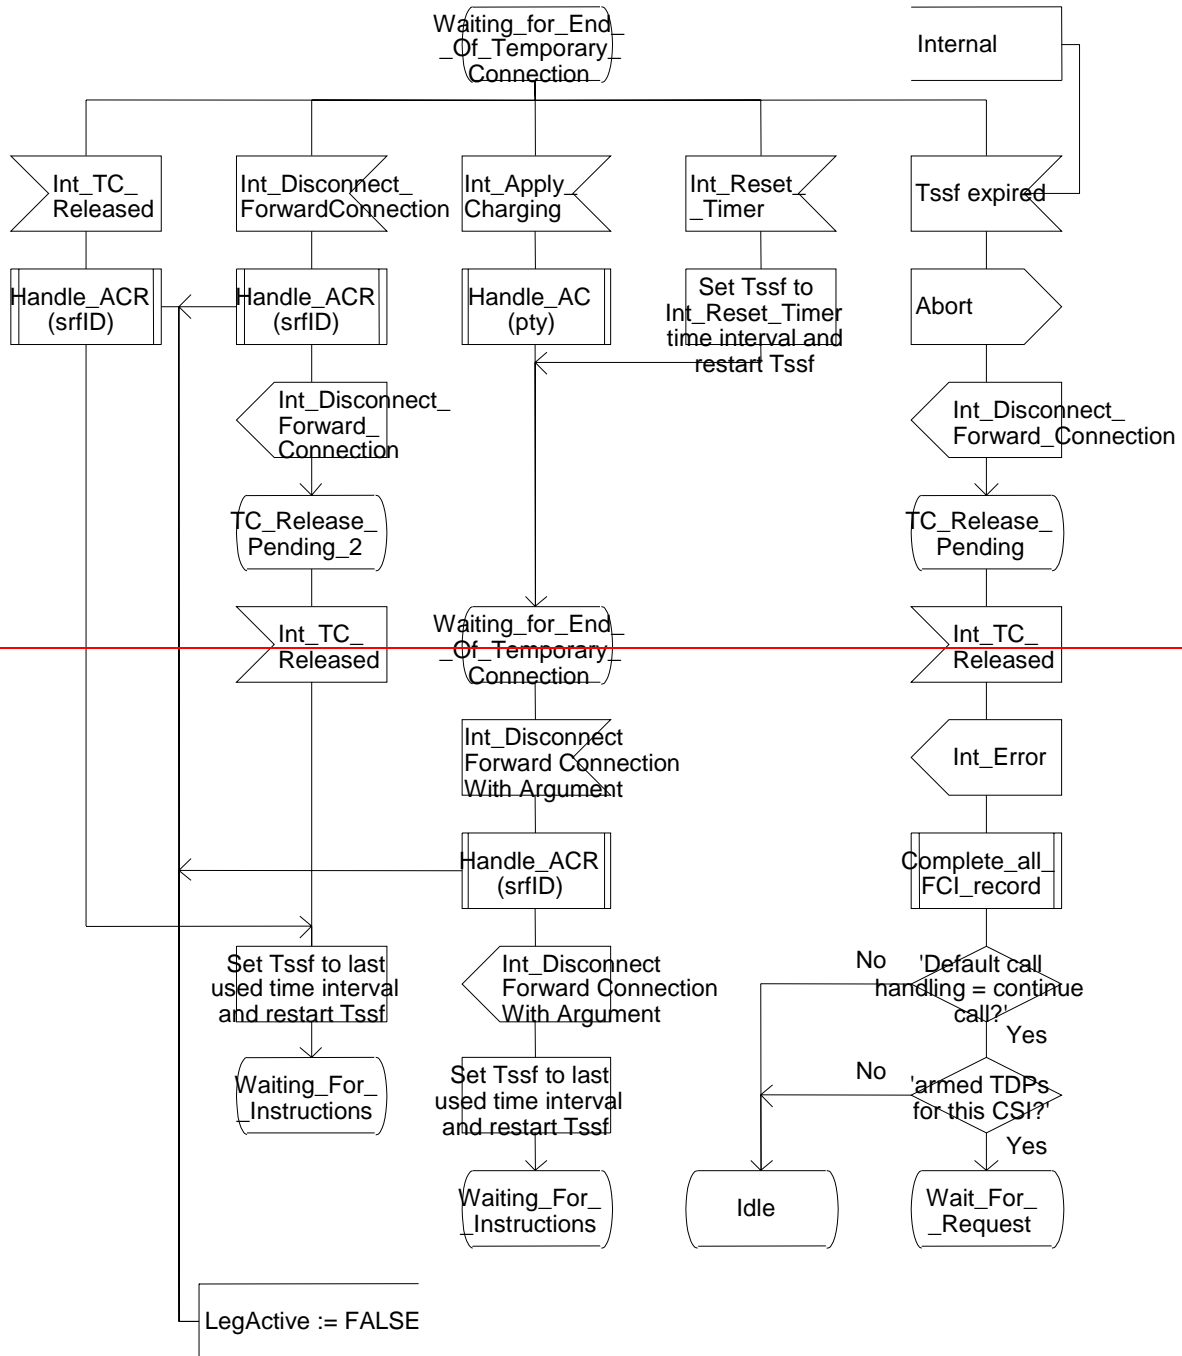 Waiting_for_End_
_Of_Temporary_
Connection
Internal
Int_TC_
Released
Int_Disconnect_
ForwardConnection
Int_Apply_
Charging
Int_Reset_
_Timer
Tssf expired
Handle_ACR
(srfID)
Handle_ACR
(srfID)
Handle_AC
(pty)
Set Tssf to
Int_Reset_Timer
time interval and
restart Tssf
Abort
Int_Disconnect_
Forward_
Connection
Int_Disconnect_
Forward_Connection
TC_Release_
Pending_2
TC_Release_
Pending
Int_TC_
Released
Waiting_for_End_
_Of_Temporary_
Connection
Int_TC_
Released
Int_Disconnect
Forward Connection
With Argument
Int_Error
Handle_ACR
(srfID)
Complete_all_
FCI_record
Set Tssf to last
used time interval
and restart Tssf
Int_Disconnect
Forward Connection
With Argument
No
'Default call
handling = continue
call?'
Yes
Waiting_For_
_Instructions
Set Tssf to last
used time interval
and restart Tssf
No
'armed TDPs
for this CSI?'
Yes
Waiting_For_
_Instructions
Idle
Wait_For_
_Request
LegActive := FALSE